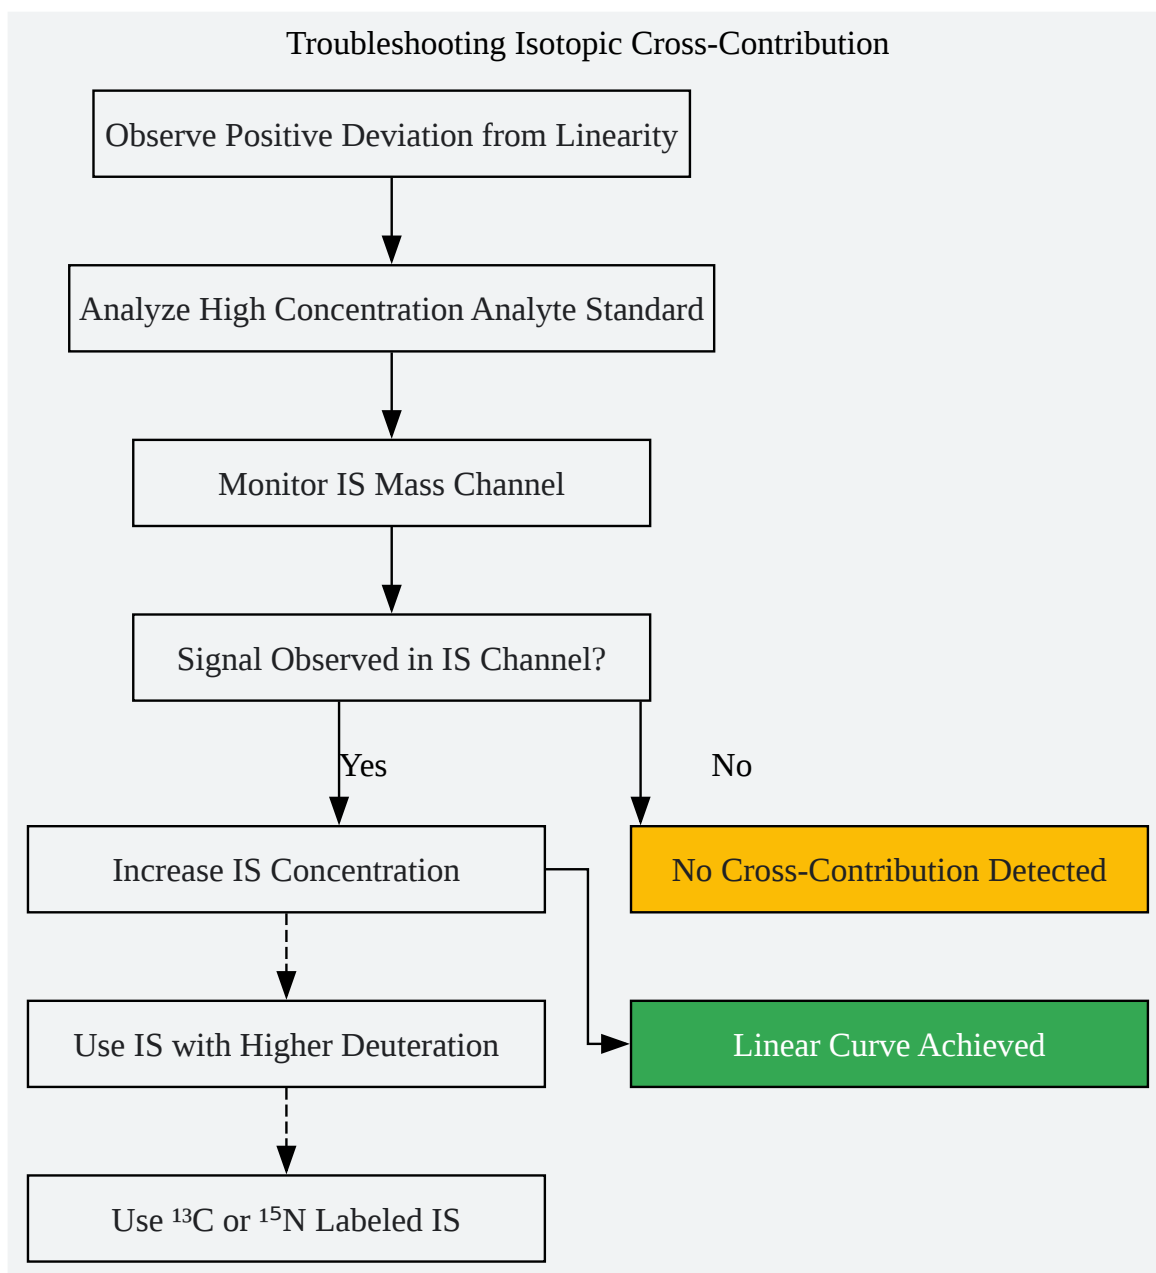 Troubleshooting Isotopic Cross-Contribution
Observe Positive Deviation from Linearity
Analyze High Concentration Analyte Standard
Monitor IS Mass Channel
Signal Observed in IS Channel?
Yes
No
Increase IS Concentration
No Cross-Contribution Detected
Use IS with Higher Deuteration
Linear Curve Achieved
Use ¹³C or ¹⁵N Labeled IS